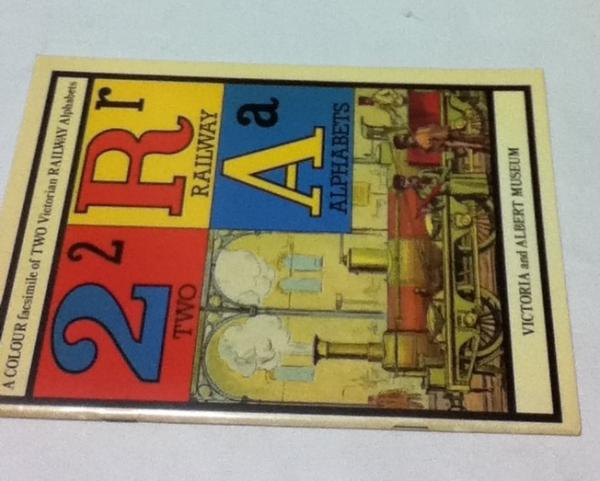 A COLOUR facsimile of TWO Victorian RAILWAY Alphabets
2 2
TWO
R r
RAILWAY
A a
ALPHABETS
VICTORIA and ALBERT MUSEUM